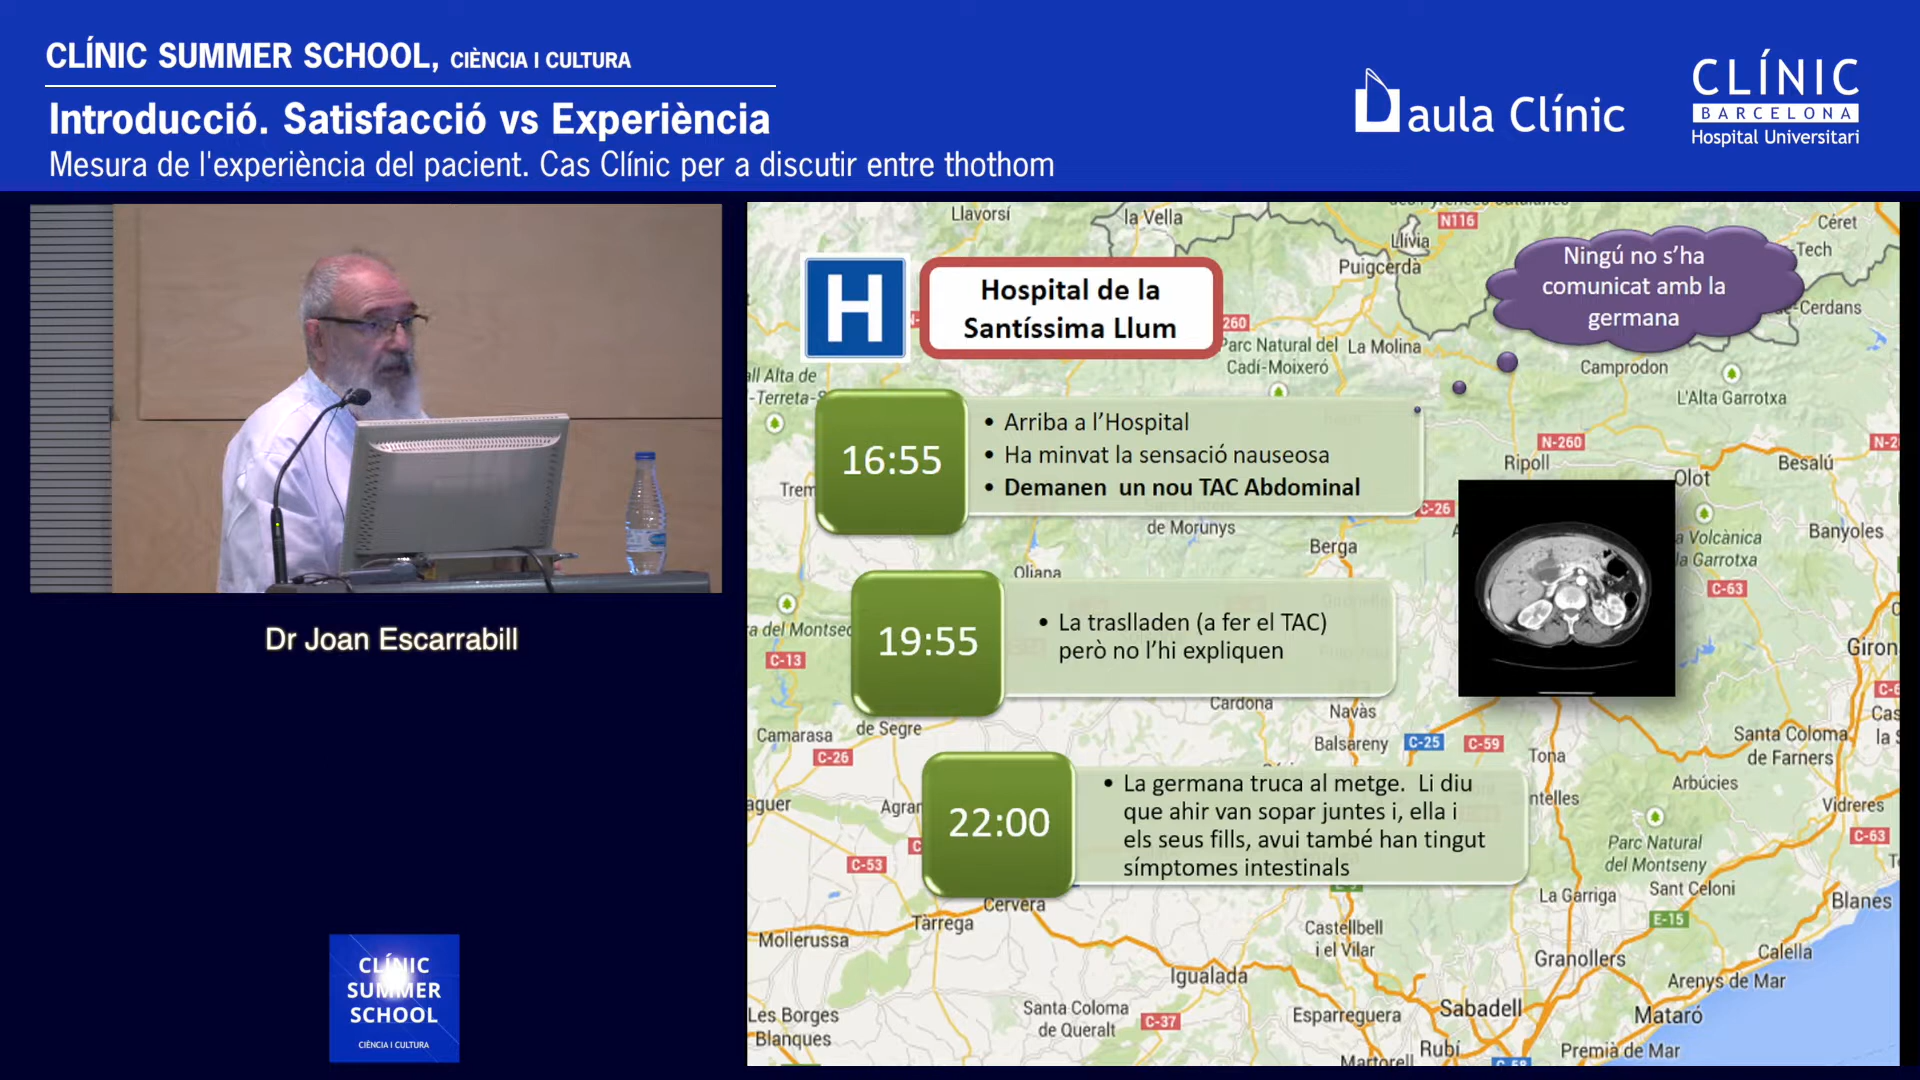 CLÍNIC SUMMER SCHOOL, CIÈNCIA I CULTURA
Introducció. Satisfacció vs Experiència
Mesura de l'experiència del pacient. Cas Clínic per a discutir entre thothom
aula Clínic
CLÍNIC
BARCELONA
Hospital Universitari
Dr Joan Escarrabill
CLÍNIC
SUMMER
SCHOOL
CIÈNCIA I CULTURA
H
Hospital de la
Santíssima Llum
Ningú no s'ha
comunicat amb la
germana
16:55
• Arriba a l'Hospital
• Ha minvat la sensació nauseosa
• Demanen un nou TAC Abdominal
19:55
• La traslladen (a fer el TAC)
però no l'hi expliquen
22:00
• La germana truca al metge. Li diu
que ahir van sopar juntes i, ella i
els seus fills, avui també han tingut
símptomes intestinals
Llavorsí
la Vella
N116
Céret
Llívia
Tech
Puigcerdà
260
Parc Natural del
Cadí-Moixeró
La Molina
Camprodon
L'Alta Garrotxa
all Alta de
N-260
Ripoll
Olot
Besalú
C-26
de Morunys
Berga
Banyoles
la Garrotxa
C-63
Oliana
C-13
Cardona
Navàs
Camarasa
de Segre
C-26
Balsareny
C-25
C-59
Tona
Santa Coloma
de Farners
Arbúcies
Vidreres
C-63
Parc Natural
del Montseny
C-53
Sant Celoni
La Garriga
E-15
Blanes
Cervera
Tàrrega
Mollerussa
Castellbell
i el Vilar
Granollers
Calella
Igualada
Arenys de Mar
Les Borges
Blanques
Santa Coloma
de Queralt
C-37
Esparreguera
Sabadell
Mataró
Martorell
Rubí
C-58
Premià de Mar